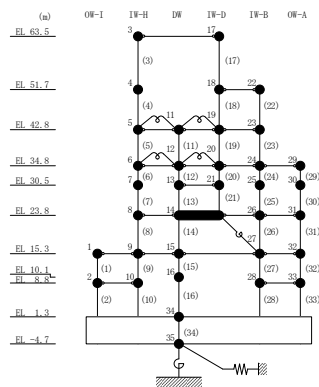 (m) OW-I IW-H DW IW-D IW-B OW-A
EL 63.5 3 17
(3) (17)
EL 51.7 4 18 22
(4) (18) (22)
11 19
EL 42.8 5 23
(5) (11) (19) (23)
12 20
EL 34.8 6 24 29
(6) (12) (20) (24) (29)
EL 30.5 7 13 21 25 30
(7) (13) (21) (25) (30)
EL 23.8 8 14 26 31
(8) (14) (26) (31)
27
EL 15.3 1 9 15 32
(1) (9) (15) (27) (32)
EL 10.1 16
EL 8.8 2 10 28 33
(2) (10) (16) (28) (33)
EL 1.3 34
(34)
EL -4.7 35